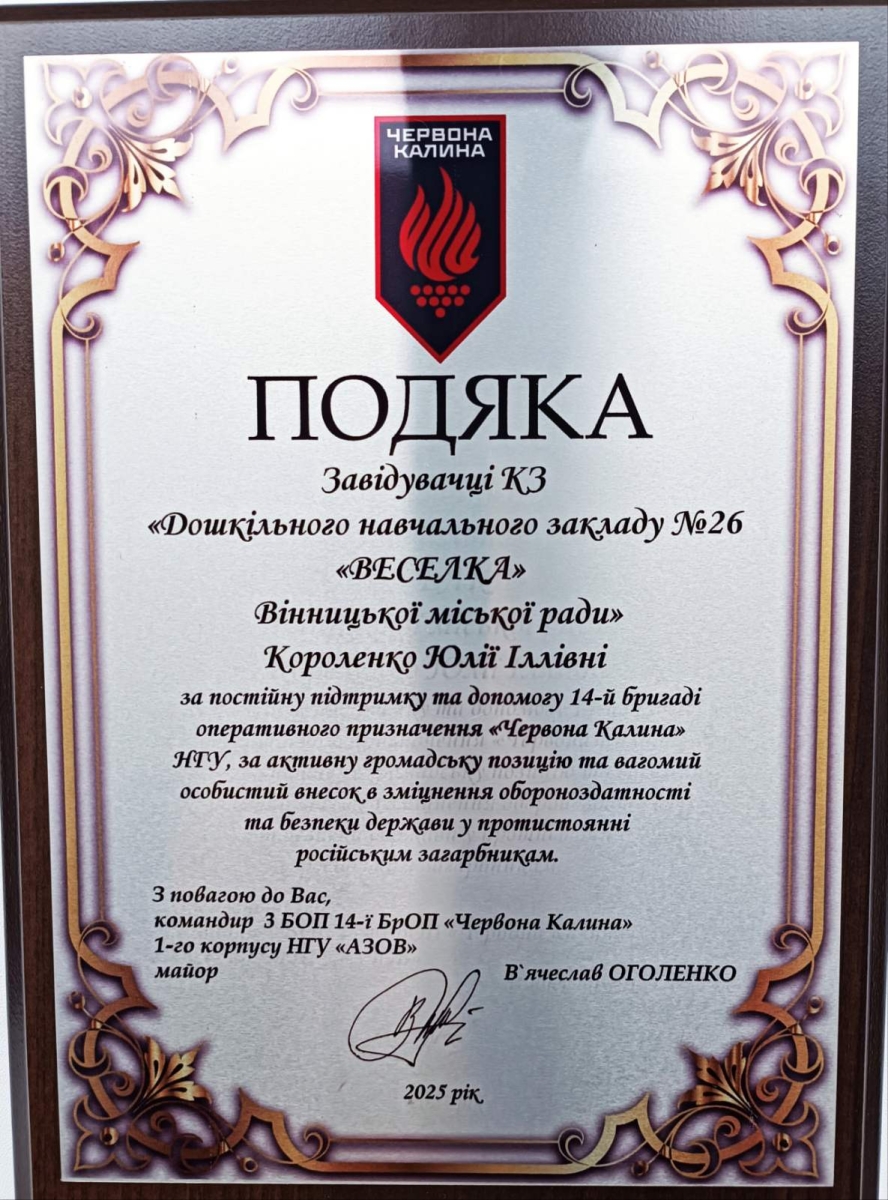 ЧЕРВОНА
КАЛИНА
ПОДЯКА
Завідувачці КЗ
«Дошкільного навчального закладу №26
«ВЕСЕЛКА»
Вінницької міської ради»
Короленко Юлії Іллівні
за постійну підтримку та допомогу 14-й бригаді
оперативного призначення «Червона Калина»
НГУ, за активну громадську позицію та вагомий
особистий внесок в зміцнення обороноздатності
та безпеки держави у протистоянні
російським загарбникам.
З повагою до Вас,
командир 3 БОП 14-ї БрОП «Червона Калина»
1-го корпусу НГУ «АЗОВ»
майор В`ячеслав ОГОЛЕНКО
2025 рік